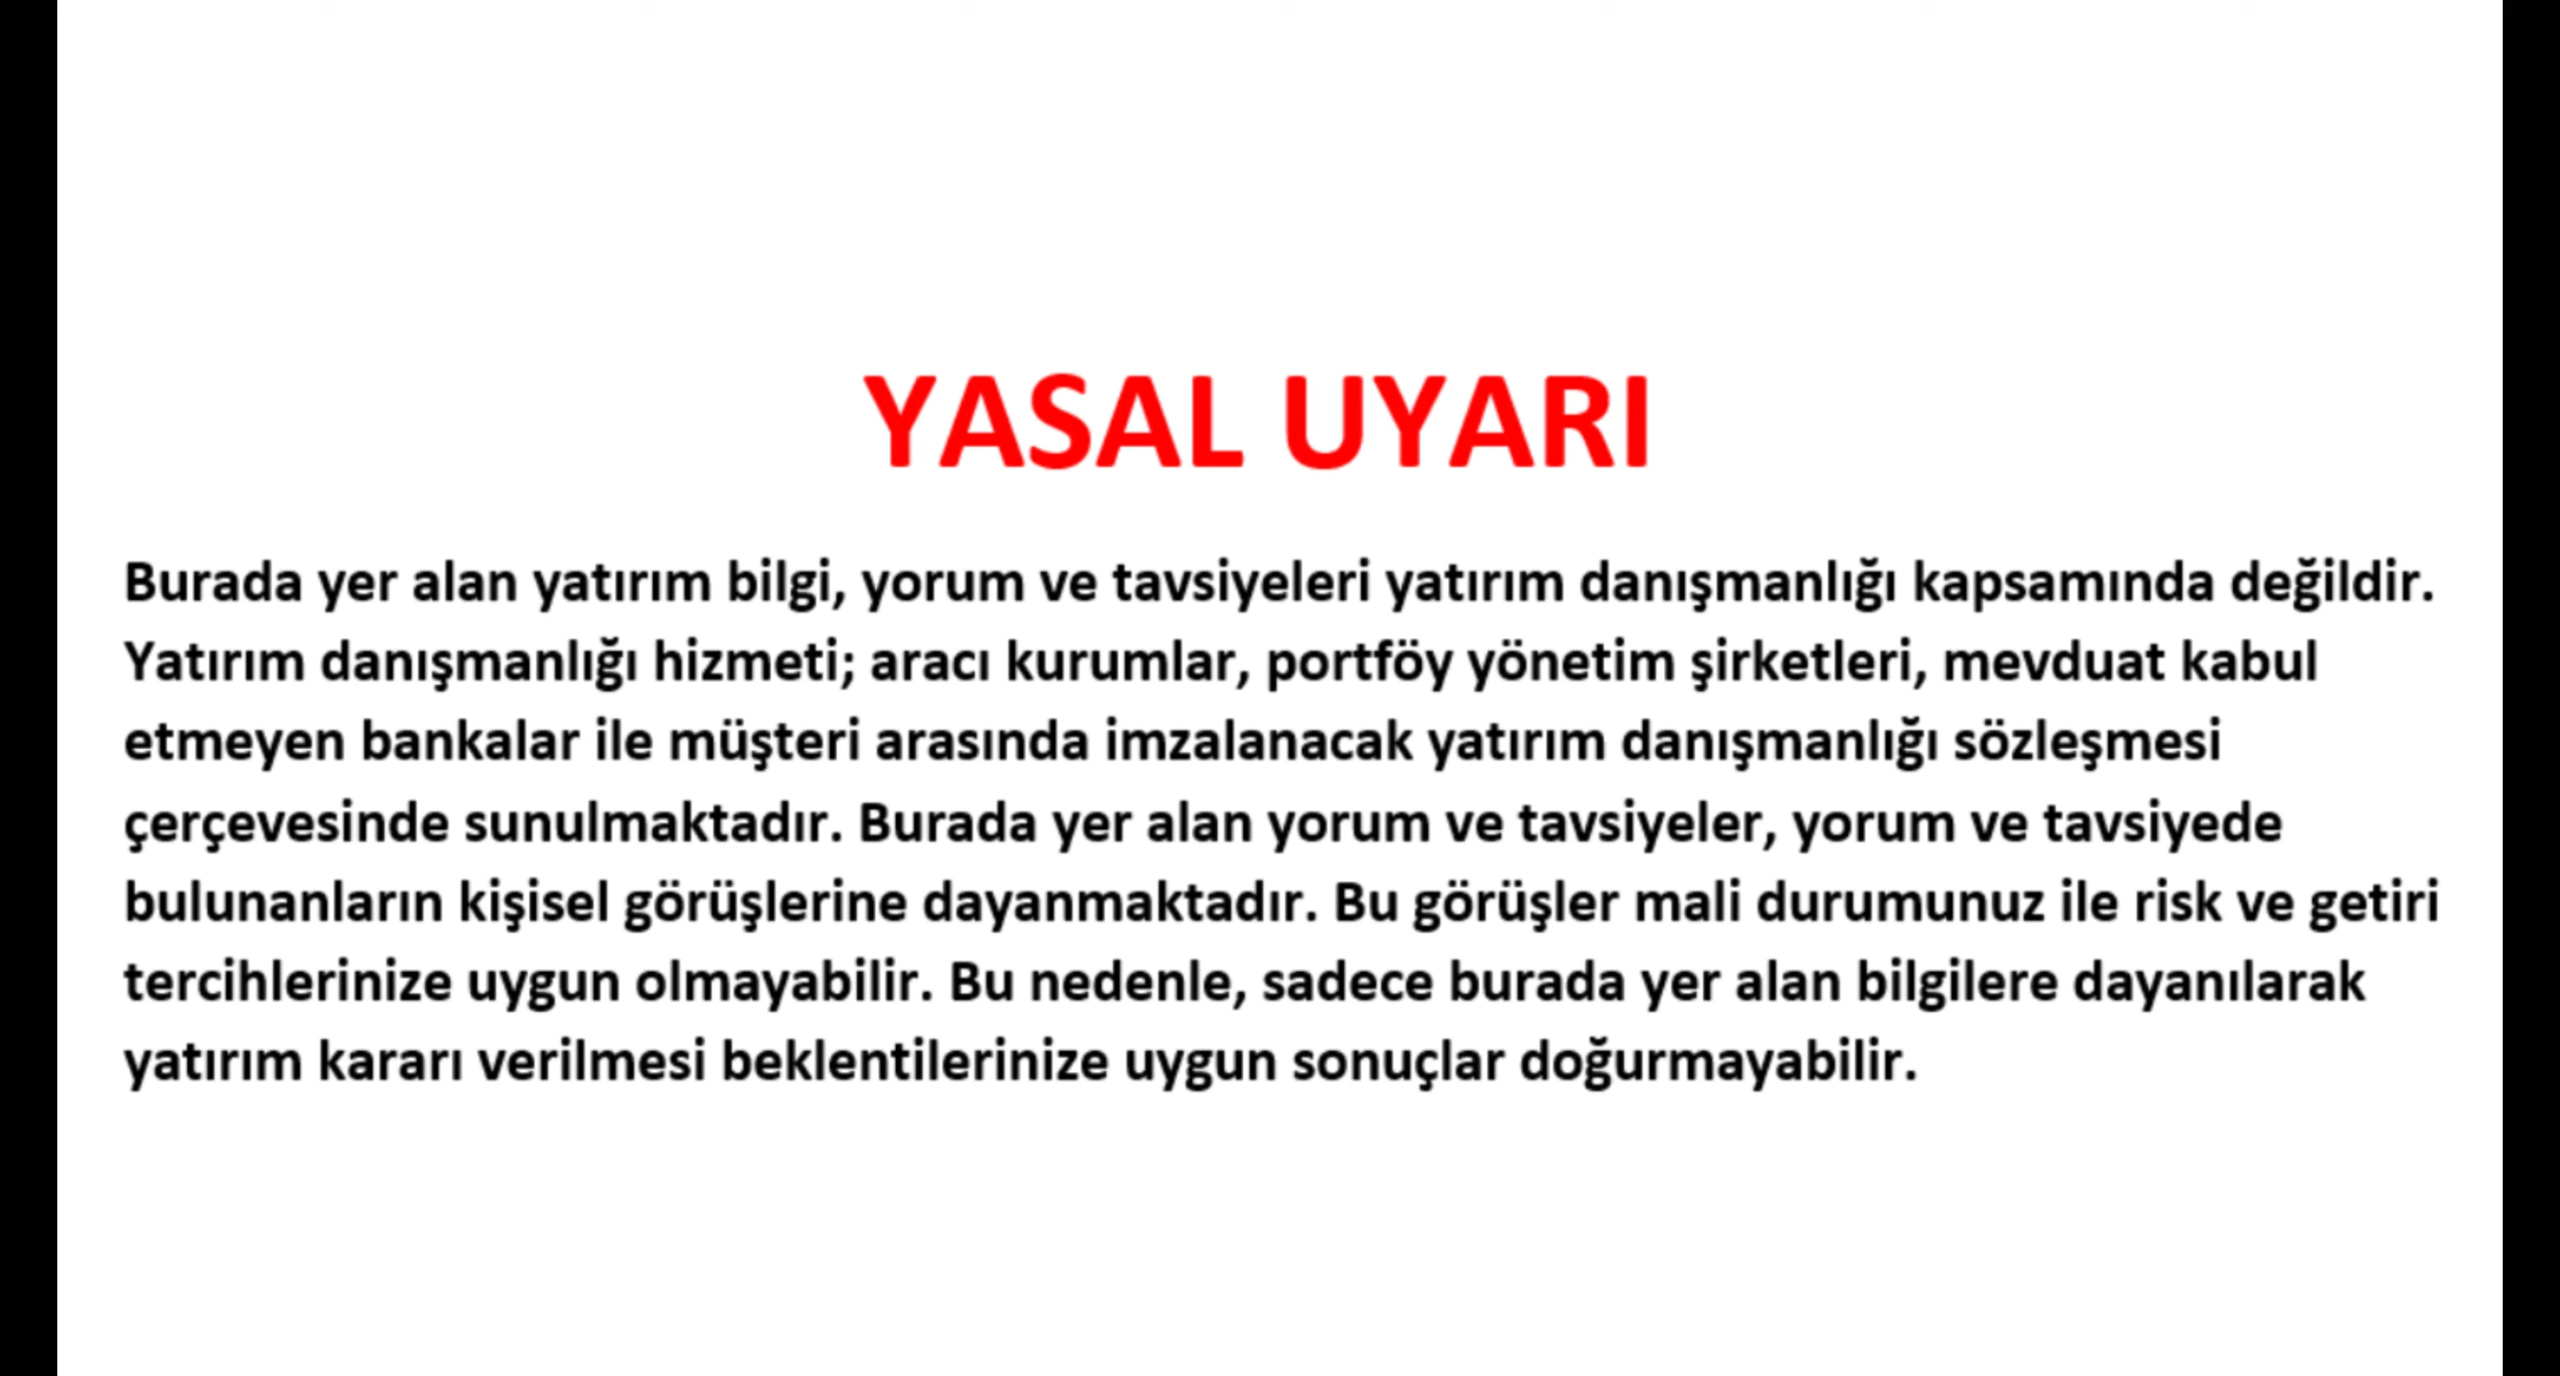 YASAL UYARI
Burada yer alan yatırım bilgi, yorum ve tavsiyeleri yatırım danışmanlığı kapsamında değildir.
Yatırım danışmanlığı hizmeti; aracı kurumlar, portföy yönetim şirketleri, mevduat kabul
etmeyen bankalar ile müşteri arasında imzalanacak yatırım danışmanlığı sözleşmesi
çerçevesinde sunulmaktadır. Burada yer alan yorum ve tavsiyeler, yorum ve tavsiyede
bulunanların kişisel görüşlerine dayanmaktadır. Bu görüşler mali durumunuz ile risk ve getiri
tercihlerinize uygun olmayabilir. Bu nedenle, sadece burada yer alan bilgilere dayanılarak
yatırım kararı verilmesi beklentilerinize uygun sonuçlar doğurmayabilir.